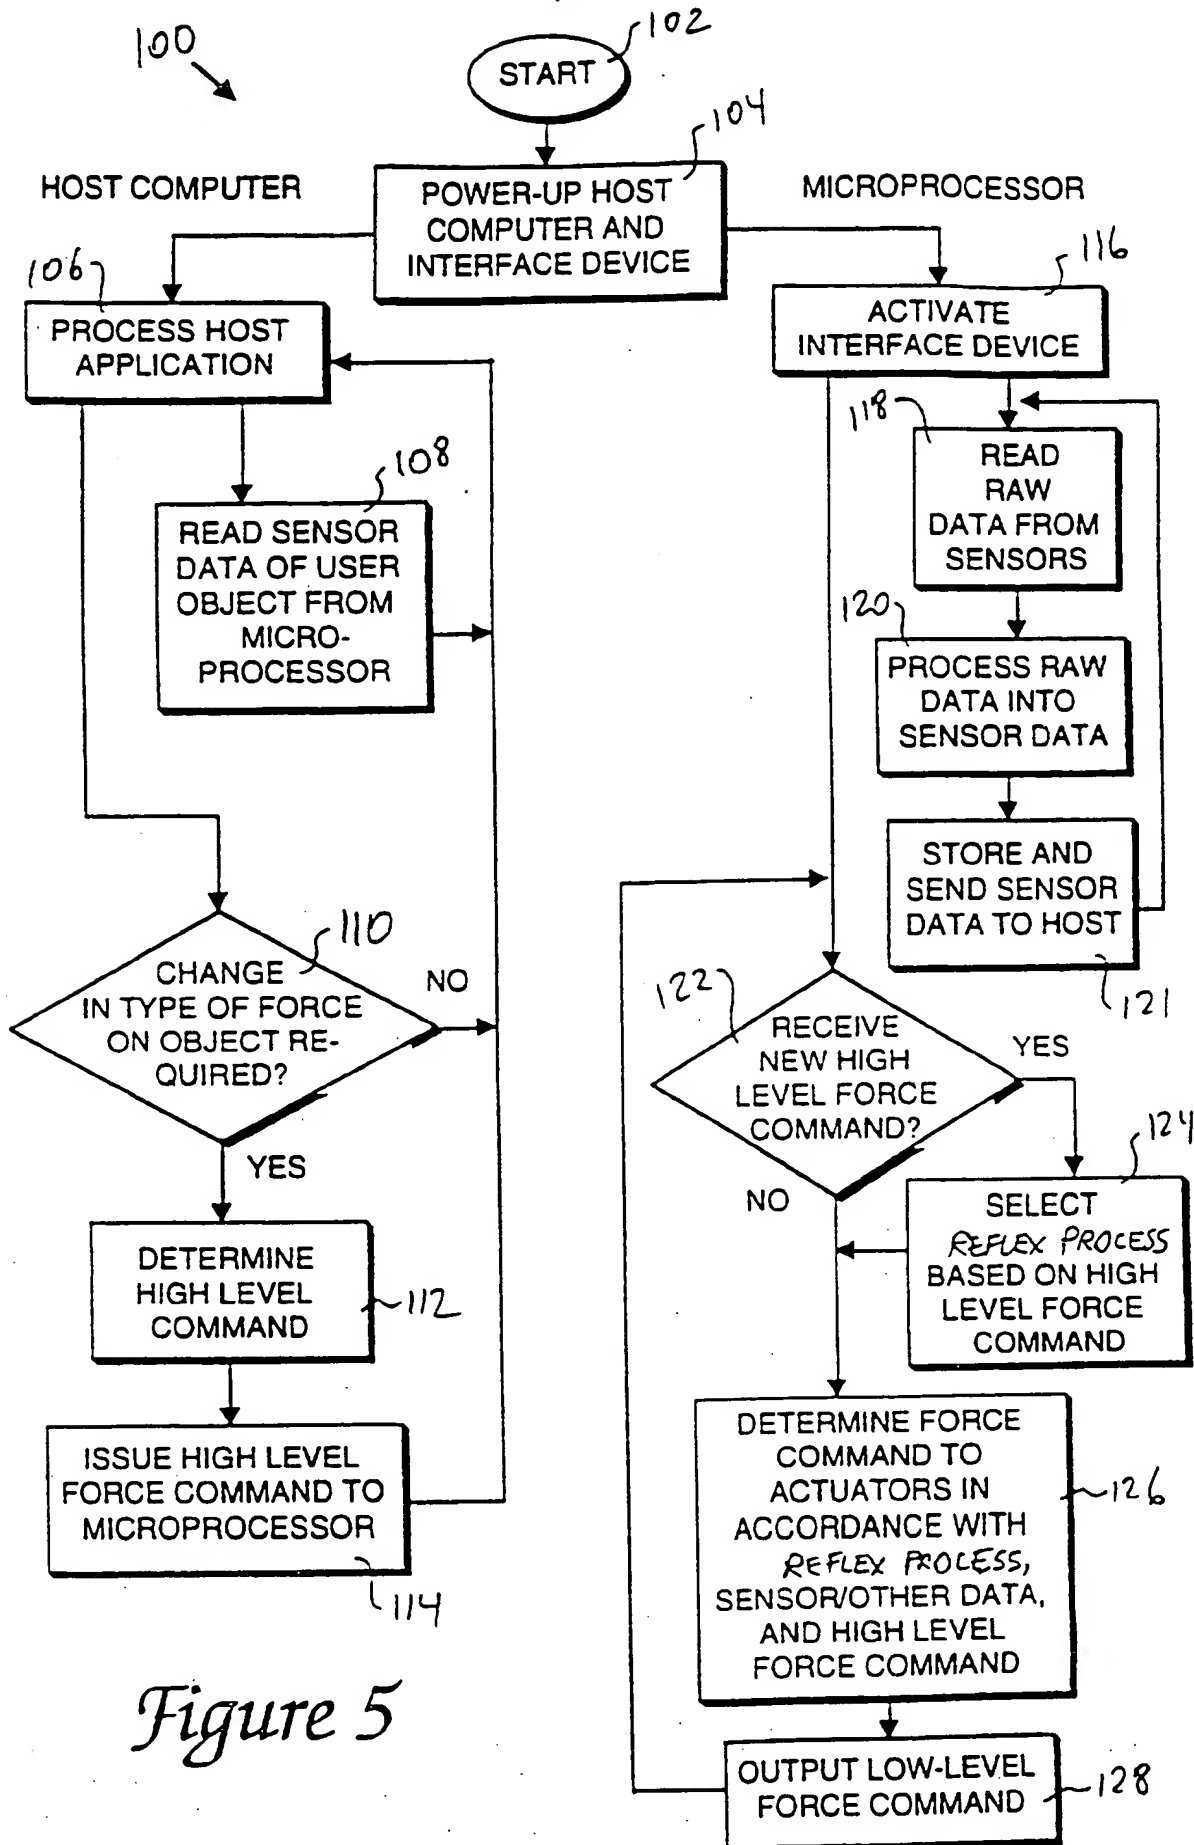 100
102
START
104
HOST COMPUTER
POWER-UP HOST
COMPUTER AND
INTERFACE DEVICE
MICROPROCESSOR
106
PROCESS HOST
APPLICATION
108
READ SENSOR
DATA OF USER
OBJECT FROM
MICRO-
PROCESSOR
110
CHANGE
IN TYPE OF FORCE
ON OBJECT RE-
QUIRED?
NO
YES
DETERMINE
HIGH LEVEL
COMMAND
112
ISSUE HIGH LEVEL
FORCE COMMAND TO
MICROPROCESSOR
114
116
ACTIVATE
INTERFACE DEVICE
118
READ
RAW
DATA FROM
SENSORS
120
PROCESS RAW
DATA INTO
SENSOR DATA
STORE AND
SEND SENSOR
DATA TO HOST
121
122
RECEIVE
NEW HIGH
LEVEL FORCE
COMMAND?
YES
NO
124
SELECT
REFLEX PROCESS
BASED ON HIGH
LEVEL FORCE
COMMAND
DETERMINE FORCE
COMMAND TO
ACTUATORS IN
ACCORDANCE WITH
REFLEX PROCESS,
SENSOR/OTHER DATA,
AND HIGH LEVEL
FORCE COMMAND
126
OUTPUT LOW-LEVEL
FORCE COMMAND
128
Figure 5